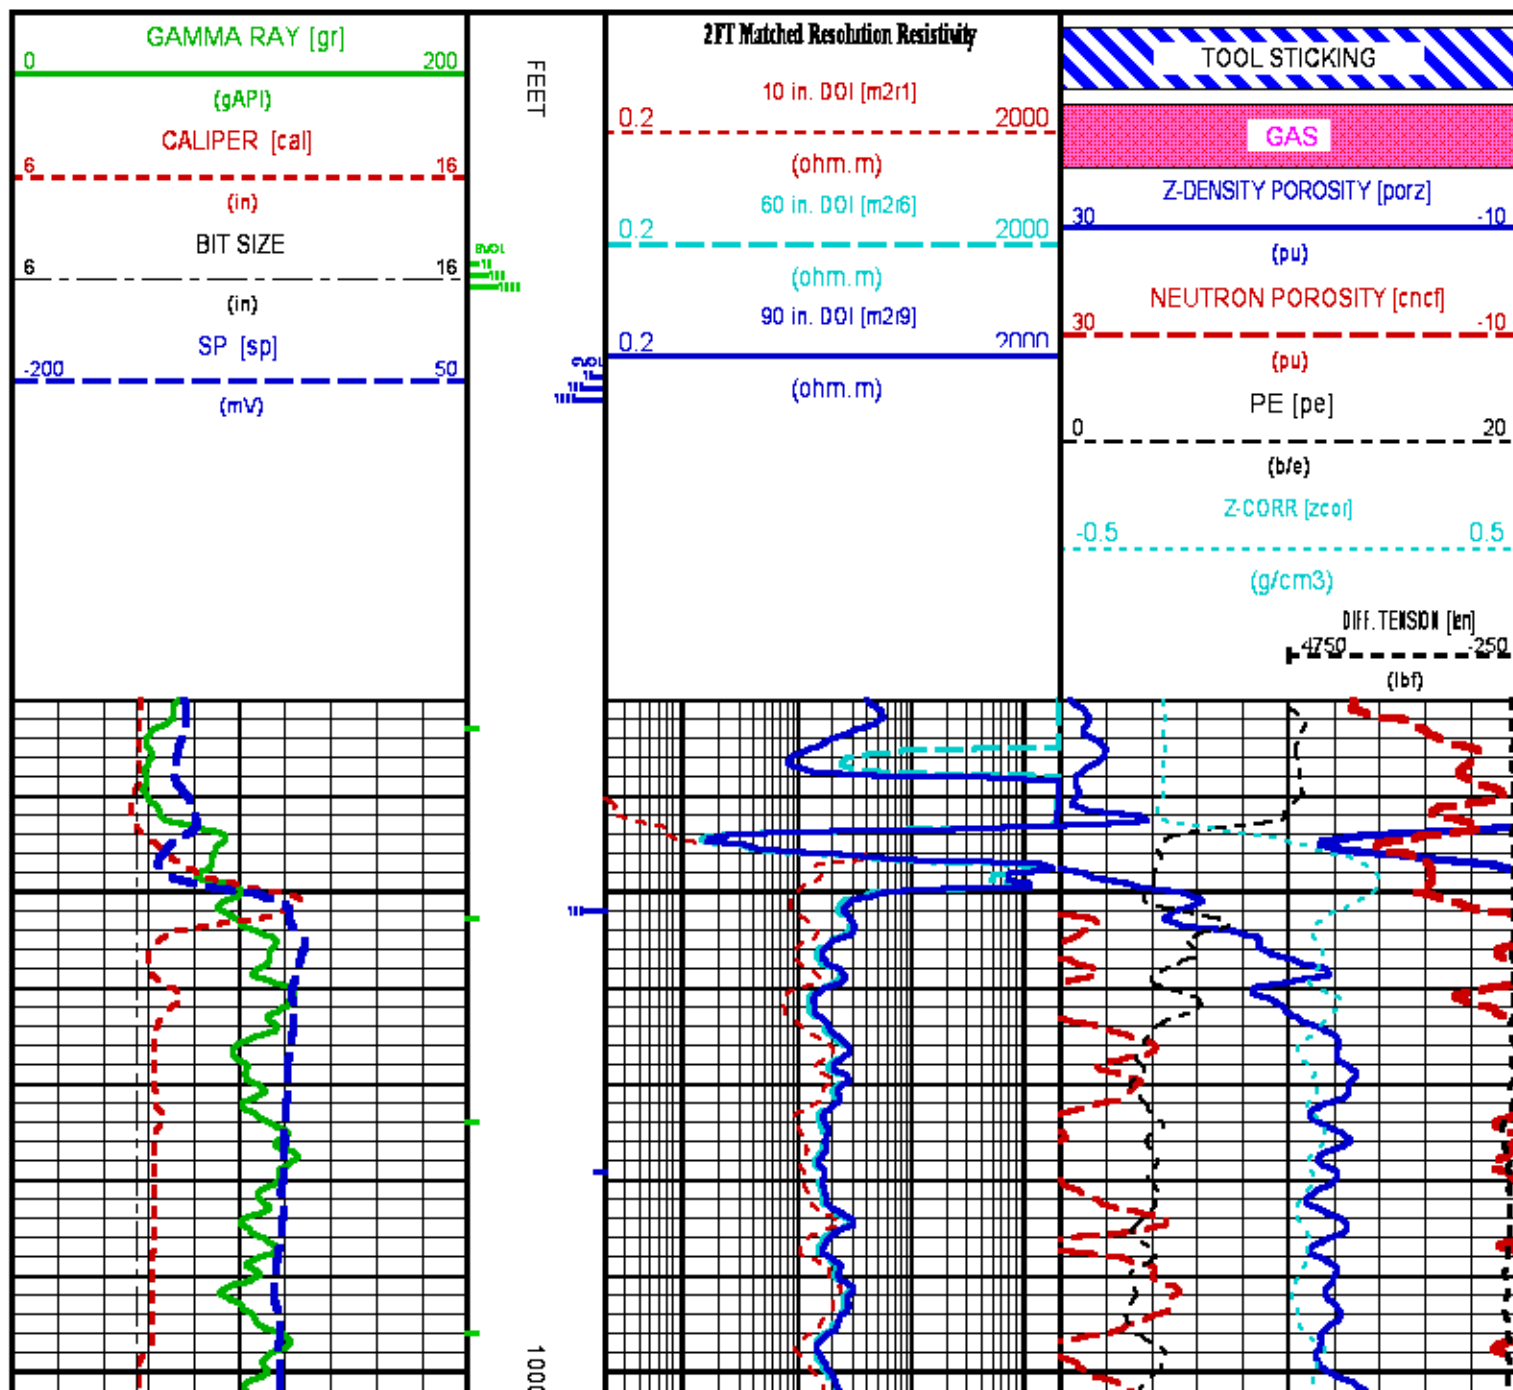 GAMMA RAY [gr]
0 200
(gAPI)
CALIPER [cal]
6 16
(in)
BIT SIZE
6 16
(in)
SP [sp]
-200 50
(mV)
FEET
BVOL
1000
2FT Matched Resolution Resistivity
10 in. DOI [m2r1]
0.2 2000
(ohm.m)
60 in. DOI [m2r6]
0.2 2000
(ohm.m)
90 in. DOI [m2r9]
0.2 2000
(ohm.m)
TOOL STICKING
GAS
Z-DENSITY POROSITY [porz]
30 -10
(pu)
NEUTRON POROSITY [cncf]
30 -10
(pu)
PE [pe]
0 20
(b/e)
Z-CORR [zcor]
-0.5 0.5
(g/cm3)
DIFF. TENSION [ten]
4750 -250
(lbf)